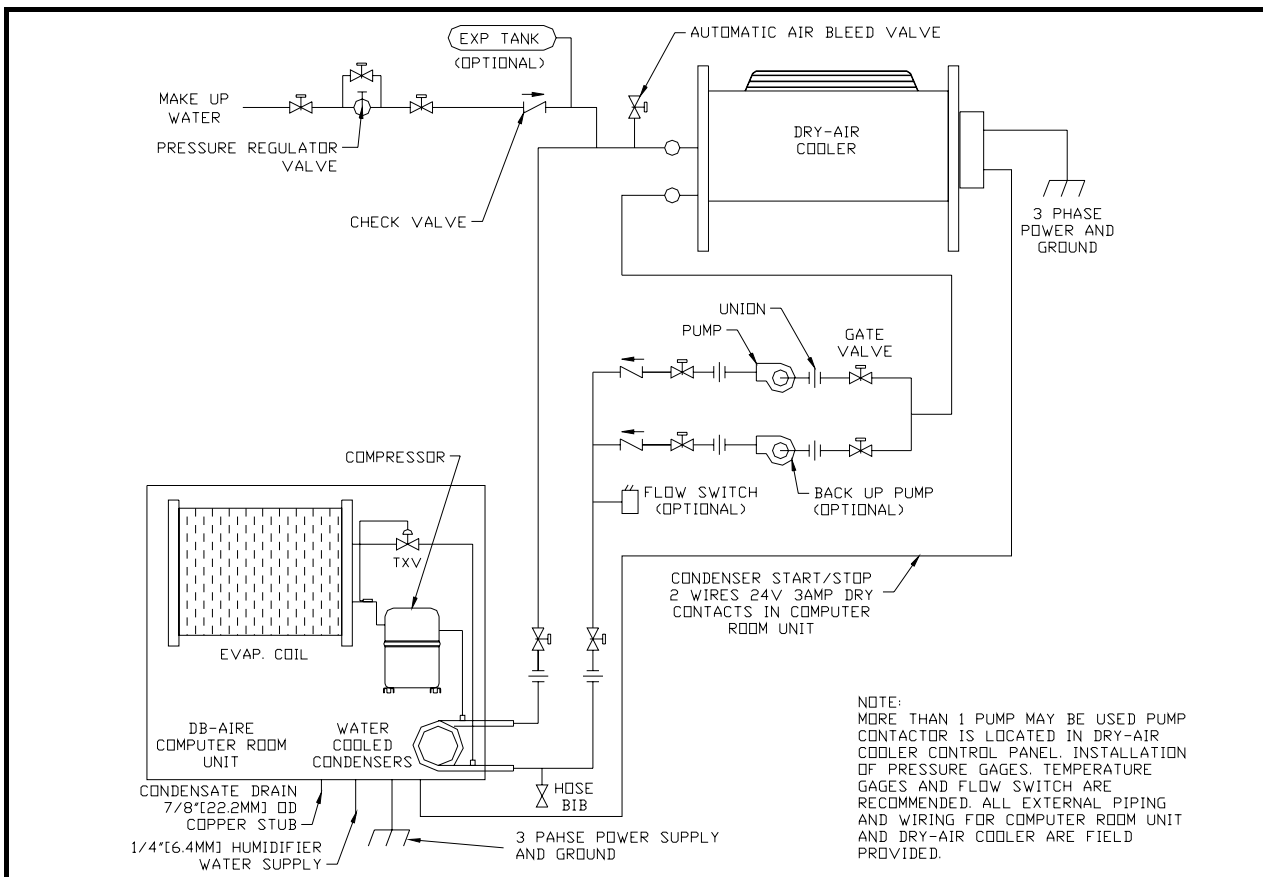 EXP TANK
(OPTIONAL)
AUTOMATIC AIR BLEED VALVE
MAKE UP
WATER
PRESSURE REGULATOR
VALVE
CHECK VALVE
DRY-AIR
COOLER
3 PHASE
POWER AND
GROUND
UNION
PUMP
GATE
VALVE
COMPRESSOR
FLOW SWITCH
(OPTIONAL)
BACK UP PUMP
(OPTIONAL)
TXV
EVAP. COIL
CONDENSER START/STOP
2 WIRES 24V 3AMP DRY
CONTACTS IN COMPUTER
ROOM UNIT
DB-AIRE
COMPUTER ROOM
UNIT
WATER
COOLED
CONDENSERS
HOSE
BIB
CONDENSATE DRAIN
7/8"[22.2MM] OD
COPPER STUB
1/4"[6.4MM] HUMIDIFIER
WATER SUPPLY
3 PAHSE POWER SUPPLY
AND GROUND
NOTE:
MORE THAN 1 PUMP MAY BE USED PUMP
CONTACTOR IS LOCATED IN DRY-AIR
COOLER CONTROL PANEL. INSTALLATION
OF PRESSURE GAGES. TEMPERATURE
GAGES AND FLOW SWITCH ARE
RECOMMENDED. ALL EXTERNAL PIPING
AND WIRING FOR COMPUTER ROOM UNIT
AND DRY-AIR COOLER ARE FIELD
PROVIDED.